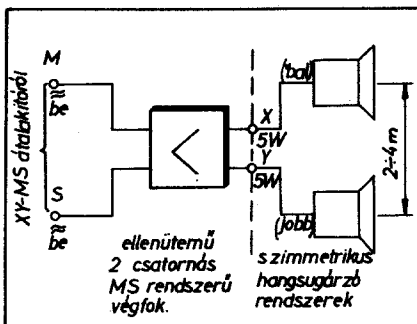 XY-MS átalakítóról
M
be
S
be
X
5W
Y
5W
(bal)
(jobb)
2÷4m
ellenütemű
2 csatornás
MS rendszerű
végfok.
szimmetrikus
hangsugárzó
rendszerek